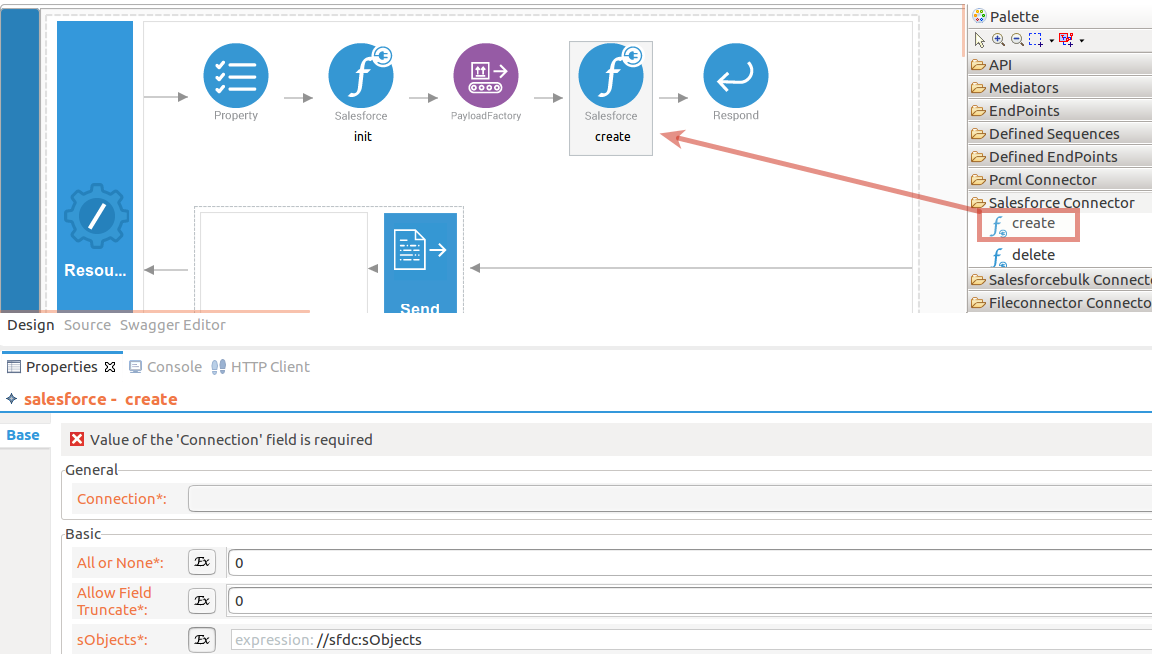 Property
Salesforce
init
PayloadFactory
Salesforce
create
Respond
Resou...
Send
Palette
API
Mediators
EndPoints
Defined Sequences
Defined EndPoints
Pcml Connector
Salesforce Connector
create
delete
Salesforcebulk Connecto
Fileconnector Connecto
Design Source Swagger Editor
Properties Console HTTP Client
salesforce - create
Base
Value of the 'Connection' field is required
General
Connection*:
Basic
All or None*: Ex 0
Allow Field
Truncate*: Ex 0
sObjects*: Ex expression: //sfdc:sObjects